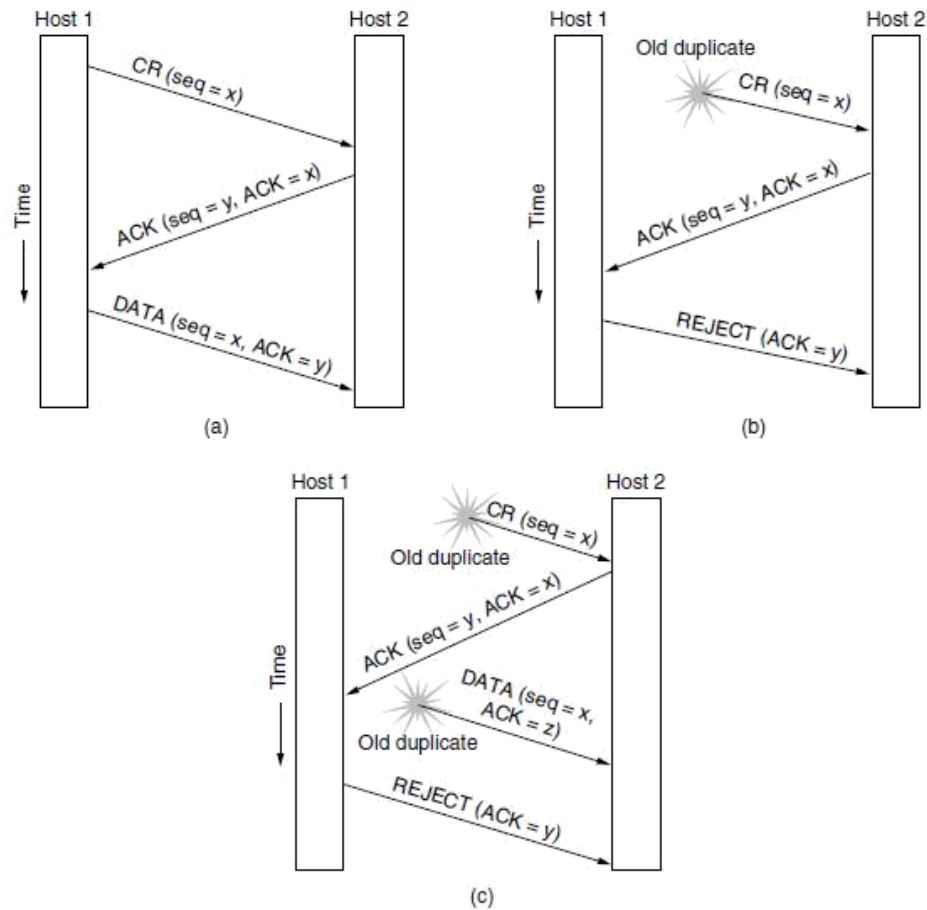 Host 1
Host 2
CR (seq = x)
ACK (seq = y, ACK = x)
Time
DATA (seq = x, ACK = y)
(a)
Host 1
Host 2
Old duplicate
CR (seq = x)
ACK (seq = y, ACK = x)
Time
REJECT (ACK = y)
(b)
Host 1
Host 2
CR (seq = x)
Old duplicate
ACK (seq = y, ACK = x)
Time
DATA (seq = x,
ACK = z)
Old duplicate
REJECT (ACK = y)
(c)